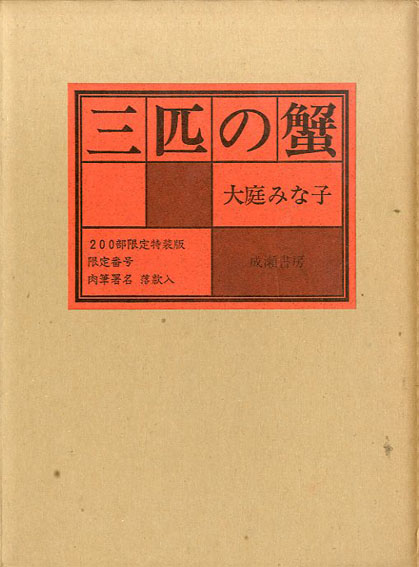 三匹の蟹
大庭みな子
200部限定特装版
限定番号
肉筆署名 落款入
成瀬書房